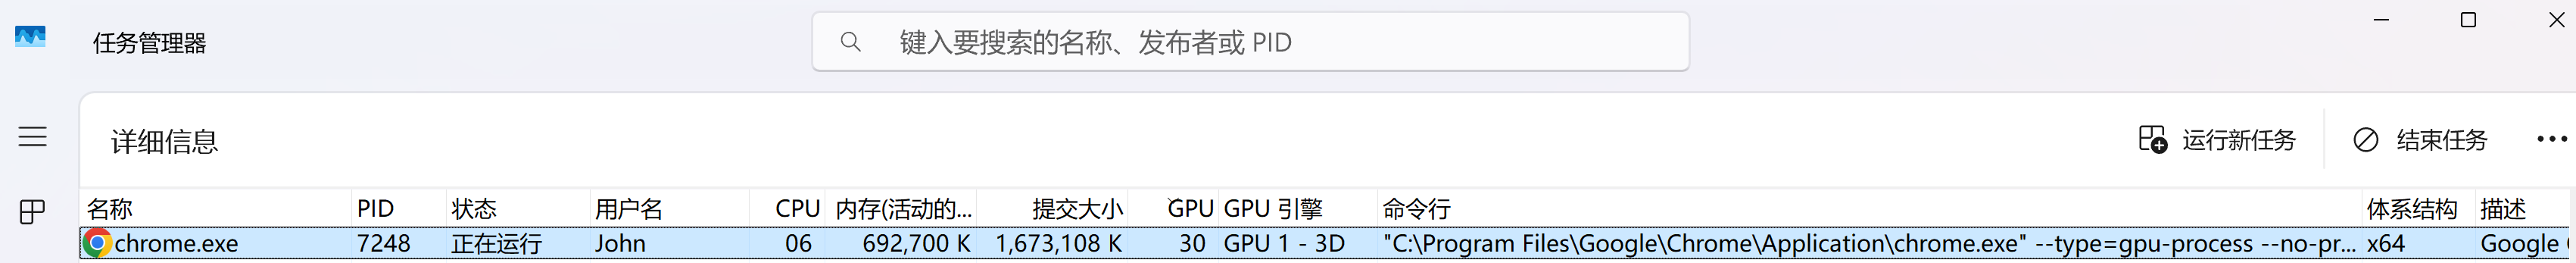 任务管理器
键入要搜索的名称、发布者或 PID
详细信息
运行新任务
结束任务
名称 PID 状态 用户名 CPU 内存(活动的... 提交大小 GPU GPU 引擎 命令行 体系结构 描述
chrome.exe 7248 正在运行 John 06 692,700 K 1,673,108 K 30 GPU 1 - 3D "C:\Program Files\Google\Chrome\Application\chrome.exe" --type=gpu-process --no-pr... x64 Google